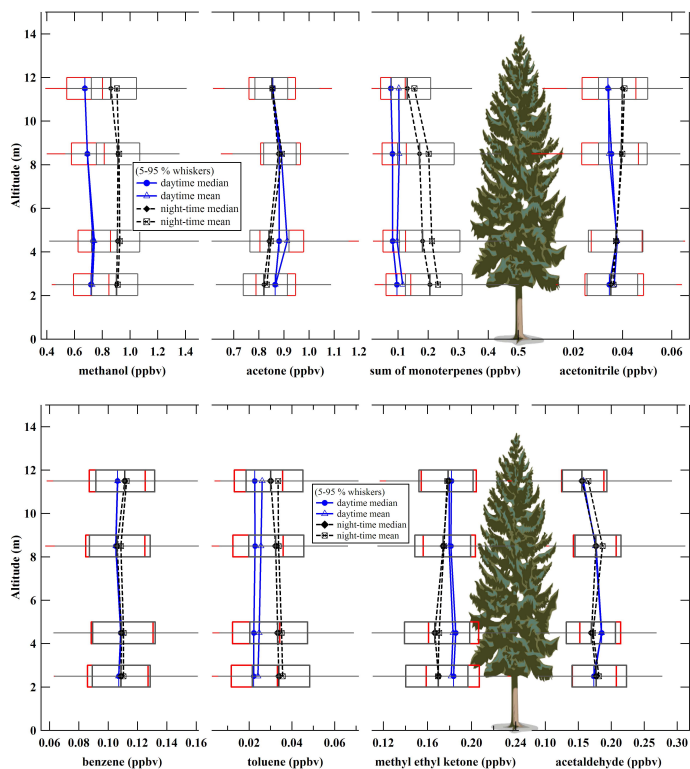 14
12
10
8
6
4
2
0
Altitude (m)
(5-95 % whiskers)
daytime median
daytime mean
night-time median
night-time mean
0.4 0.6 0.8 1.0 1.2 1.4
0.7 0.8 0.9 1.0 1.2
0.1 0.2 0.3 0.4 0.5
0.02 0.04 0.06
methanol (ppbv)
acetone (ppbv)
sum of monoterpenes (ppbv)
acetonitrile (ppbv)
14
12
10
8
6
4
2
0
Altitude (m)
(5-95 % whiskers)
daytime median
daytime mean
night-time median
night-time mean
0.06 0.08 0.10 0.12 0.14 0.16
0.00 0.02 0.04 0.06
0.12 0.16 0.20 0.24
0.10 0.15 0.20 0.25 0.30
benzene (ppbv)
toluene (ppbv)
methyl ethyl ketone (ppbv)
acetaldehyde (ppbv)